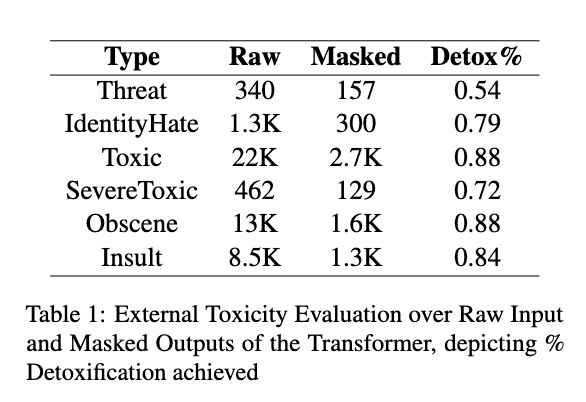 Type Raw Masked Detox%
Threat 340 157 0.54
IdentityHate 1.3K 300 0.79
Toxic 22K 2.7K 0.88
SevereToxic 462 129 0.72
Obscene 13K 1.6K 0.88
Insult 8.5K 1.3K 0.84
Table 1: External Toxicity Evaluation over Raw Input
and Masked Outputs of the Transformer, depicting %
Detoxification achieved